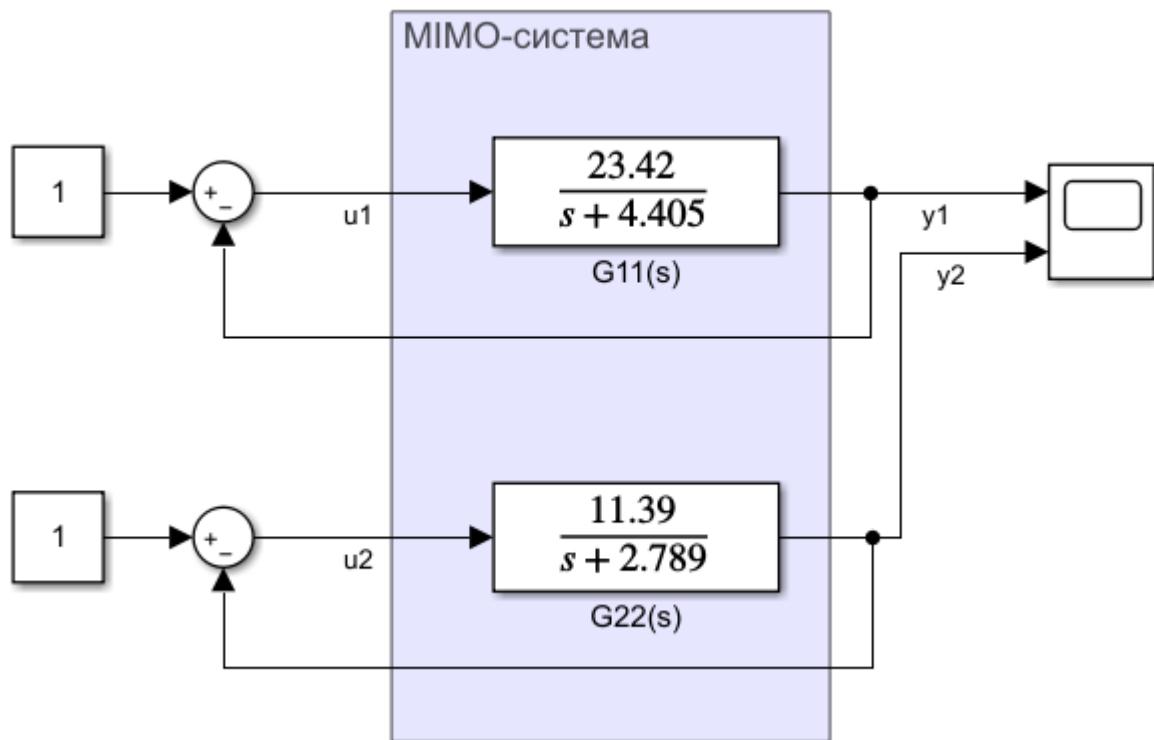 MIMO-система
1
+
−
u1
23.42
s + 4.405
G11(s)
y1
y2
1
+
−
u2
11.39
s + 2.789
G22(s)